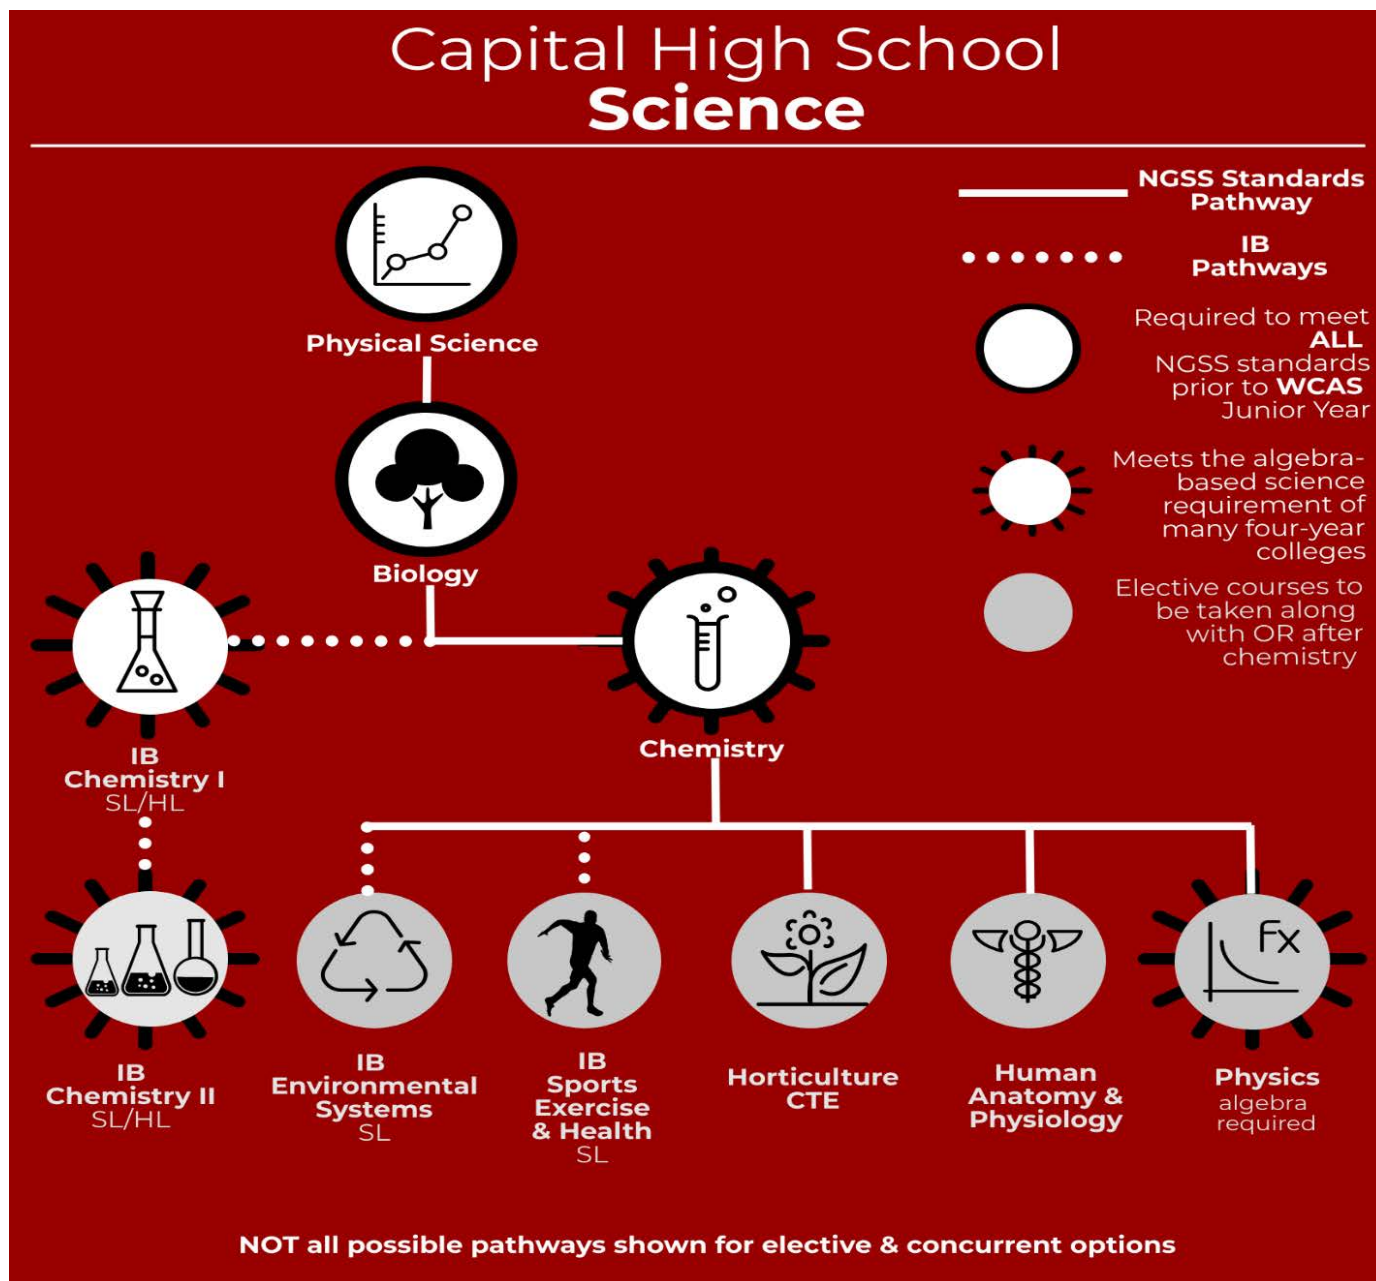 Capital High School
Science
NGSS Standards
Pathway
IB
Pathways
Required to meet
ALL
NGSS standards
prior to WCAS
Junior Year
Meets the algebra-
based science
requirement of
many four-year
colleges
Elective courses to
be taken along
with OR after
chemistry
Physical Science
Biology
IB
Chemistry I
SL/HL
Chemistry
IB
Chemistry II
SL/HL
IB
Environmental
Systems
SL
IB
Sports
Exercise
& Health
SL
Horticulture
CTE
Human
Anatomy &
Physiology
Fx
Physics
algebra
required
NOT all possible pathways shown for elective & concurrent options